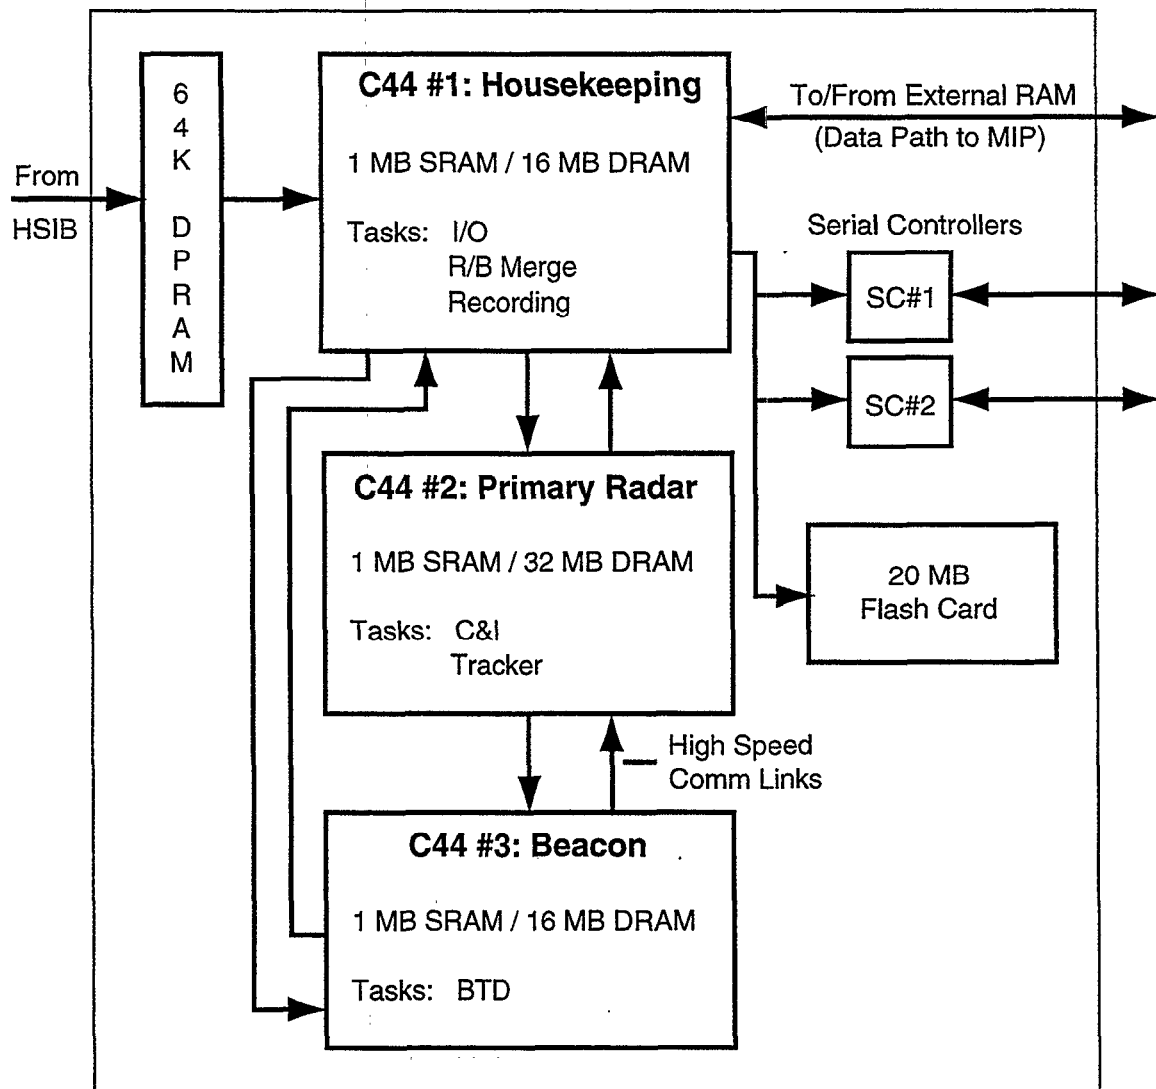 From
HSIB
64K DPRAM
C44 #1: Housekeeping
1 MB SRAM / 16 MB DRAM
Tasks: I/O
R/B Merge
Recording
To/From External RAM
(Data Path to MIP)
Serial Controllers
SC#1
SC#2
20 MB
Flash Card
C44 #2: Primary Radar
1 MB SRAM / 32 MB DRAM
Tasks: C&I
Tracker
High Speed
Comm Links
C44 #3: Beacon
1 MB SRAM / 16 MB DRAM
Tasks: BTD